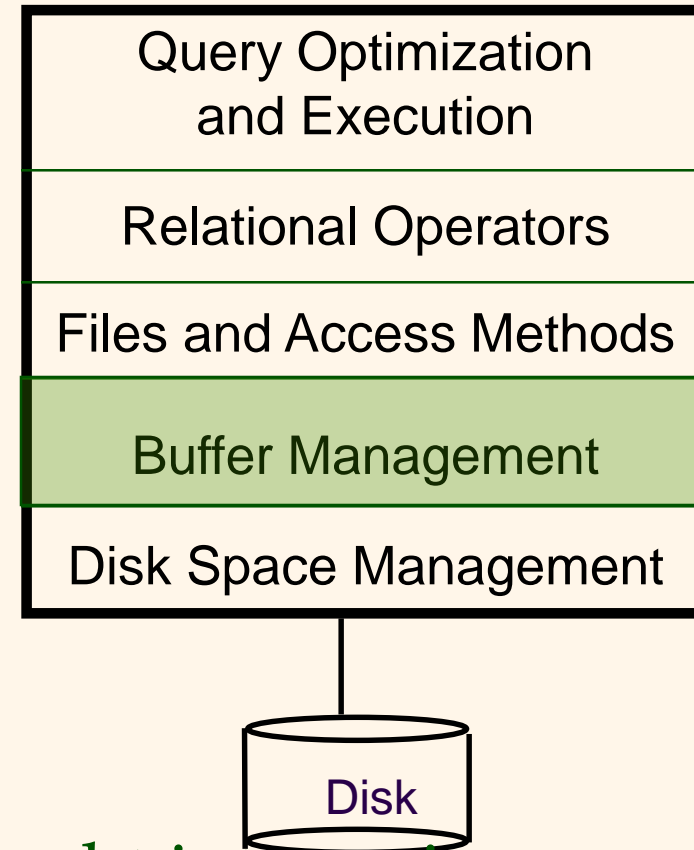 Query Optimization
and Execution
Relational Operators
Files and Access Methods
Buffer Management
Disk Space Management
Disk